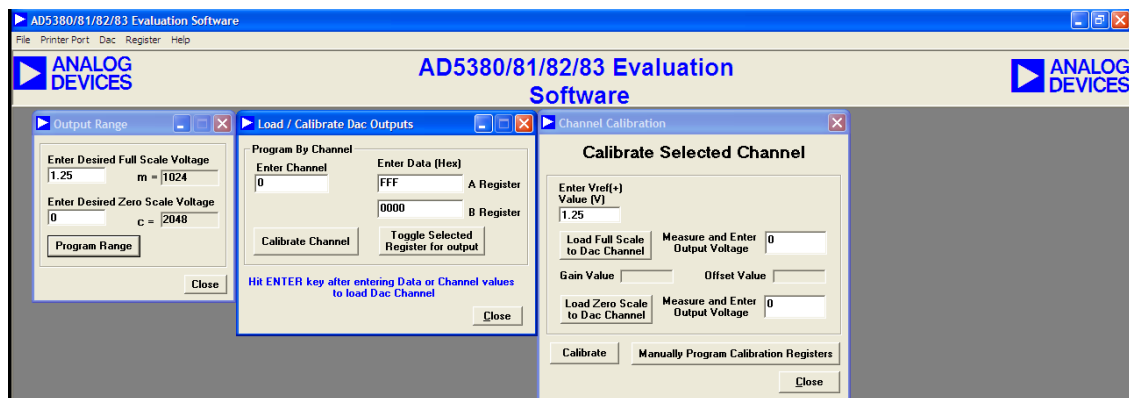 AD5380/81/82/83 Evaluation Software
File Printer Port Dac Register Help
ANALOG
DEVICES
AD5380/81/82/83 Evaluation
Software
ANALOG
DEVICES
Output Range
Enter Desired Full Scale Voltage
1.25 m = 1024
Enter Desired Zero Scale Voltage
0 c = 2048
Program Range
Close
Load / Calibrate Dac Outputs
Program By Channel
Enter Channel
0
Enter Data (Hex)
FFF A Register
0000 B Register
Calibrate Channel
Toggle Selected
Register for output
Hit ENTER key after entering Data or Channel values
to load Dac Channel
Close
Channel Calibration
Calibrate Selected Channel
Enter Vref(+)
Value (V)
1.25
Load Full Scale
to Dac Channel
Measure and Enter
Output Voltage
0
Gain Value Offset Value
Load Zero Scale
to Dac Channel
Measure and Enter
Output Voltage
0
Calibrate
Manually Program Calibration Registers
Close